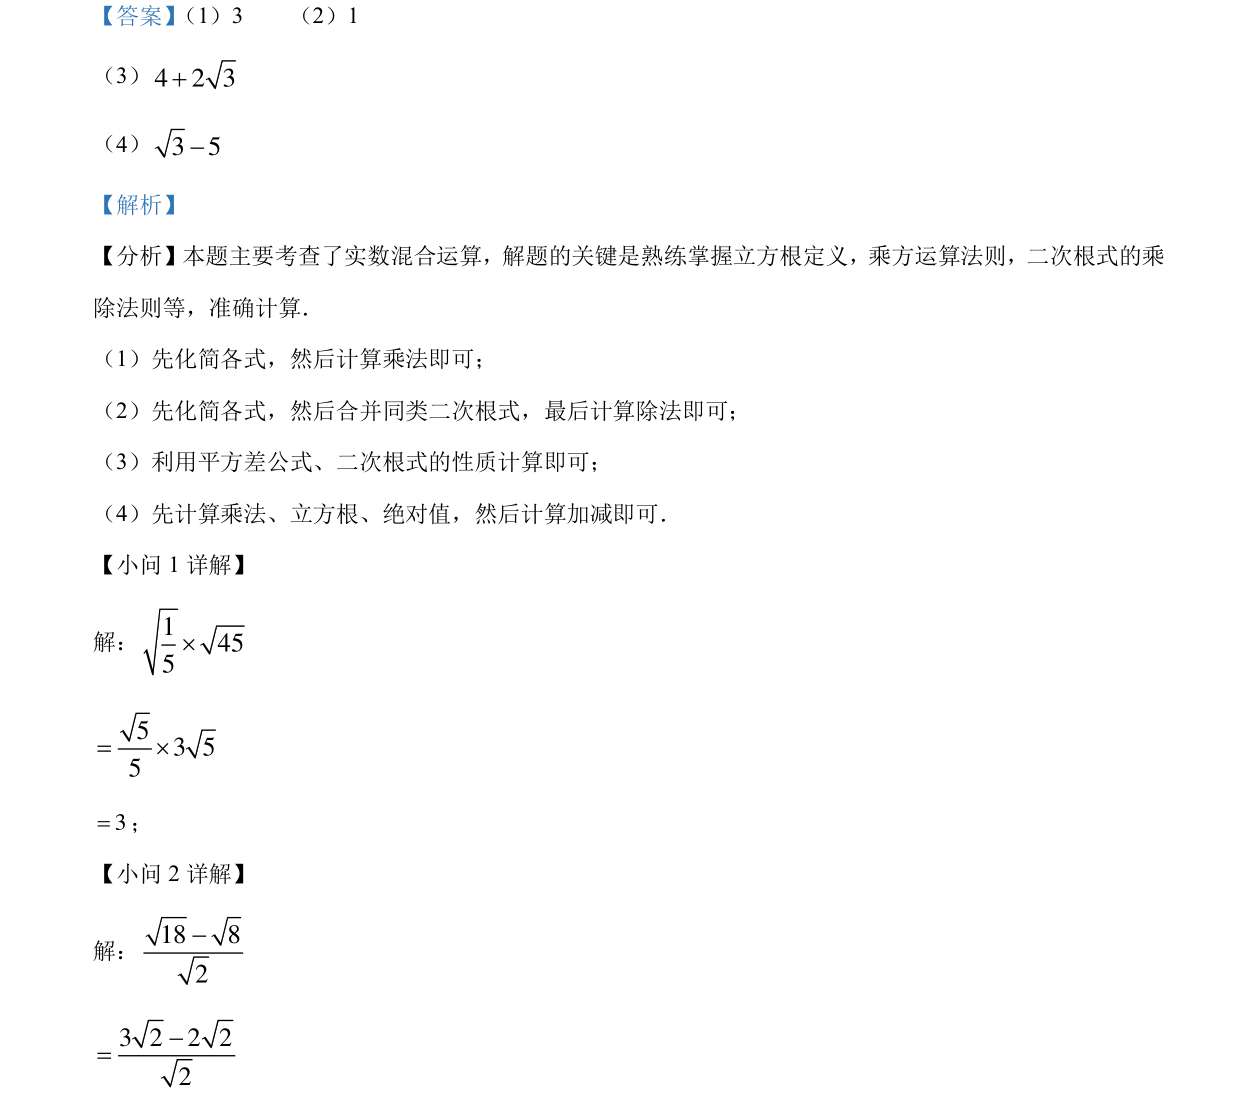 【答案】（1）3 （2）1
（3）4+2√3
（4）√3−5
【解析】
【分析】本题主要考查了实数混合运算，解题的关键是熟练掌握立方根定义，乘方运算法则，二次根式的乘
除法则等，准确计算．
（1）先化简各式，然后计算乘法即可；
（2）先化简各式，然后合并同类二次根式，最后计算除法即可；
（3）利用平方差公式、二次根式的性质计算即可；
（4）先计算乘法、立方根、绝对值，然后计算加减即可．
【小问 1 详解】
解：√(1/5)×√45
=√5/5×3√5
=3；
【小问 2 详解】
解：(√18−√8)/√2
=(3√2−2√2)/√2